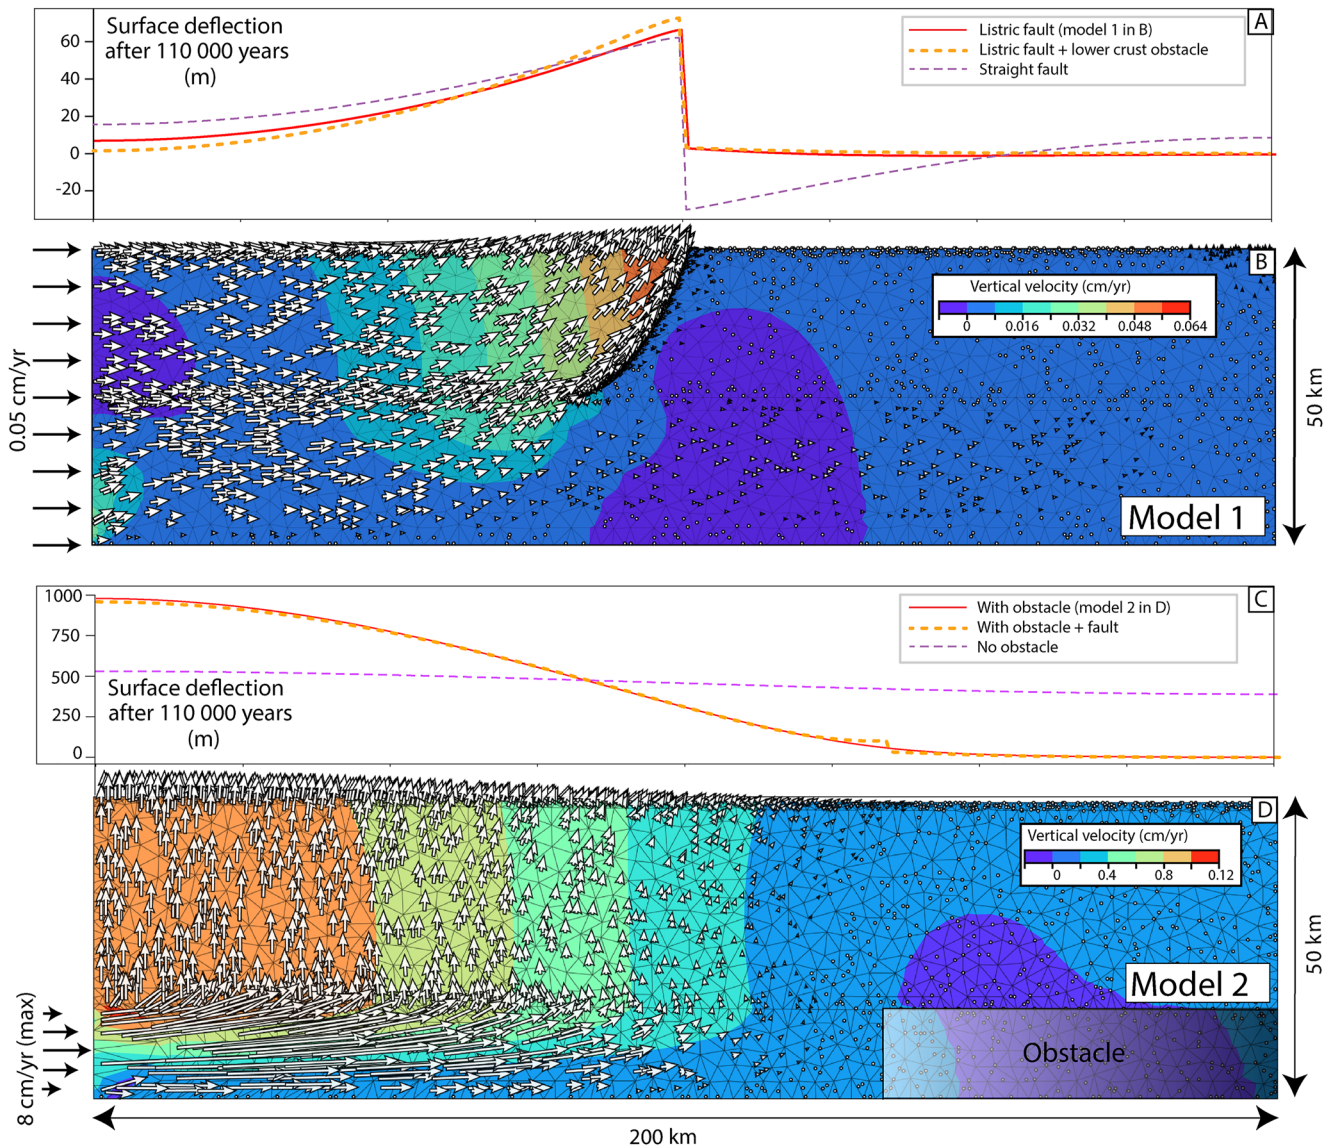 Surface deflection
after 110 000 years
(m)
A
Listric fault (model 1 in B)
Listric fault + lower crust obstacle
Straight fault
60
40
20
0
-20
B
Vertical velocity (cm/yr)
0 0.016 0.032 0.048 0.064
0.05 cm/yr
50 km
Model 1
C
With obstacle (model 2 in D)
With obstacle + fault
No obstacle
1000
750
500
250
0
Surface deflection
after 110 000 years
(m)
D
Vertical velocity (cm/yr)
0 0.4 0.8 0.12
8 cm/yr (max)
50 km
Model 2
Obstacle
200 km